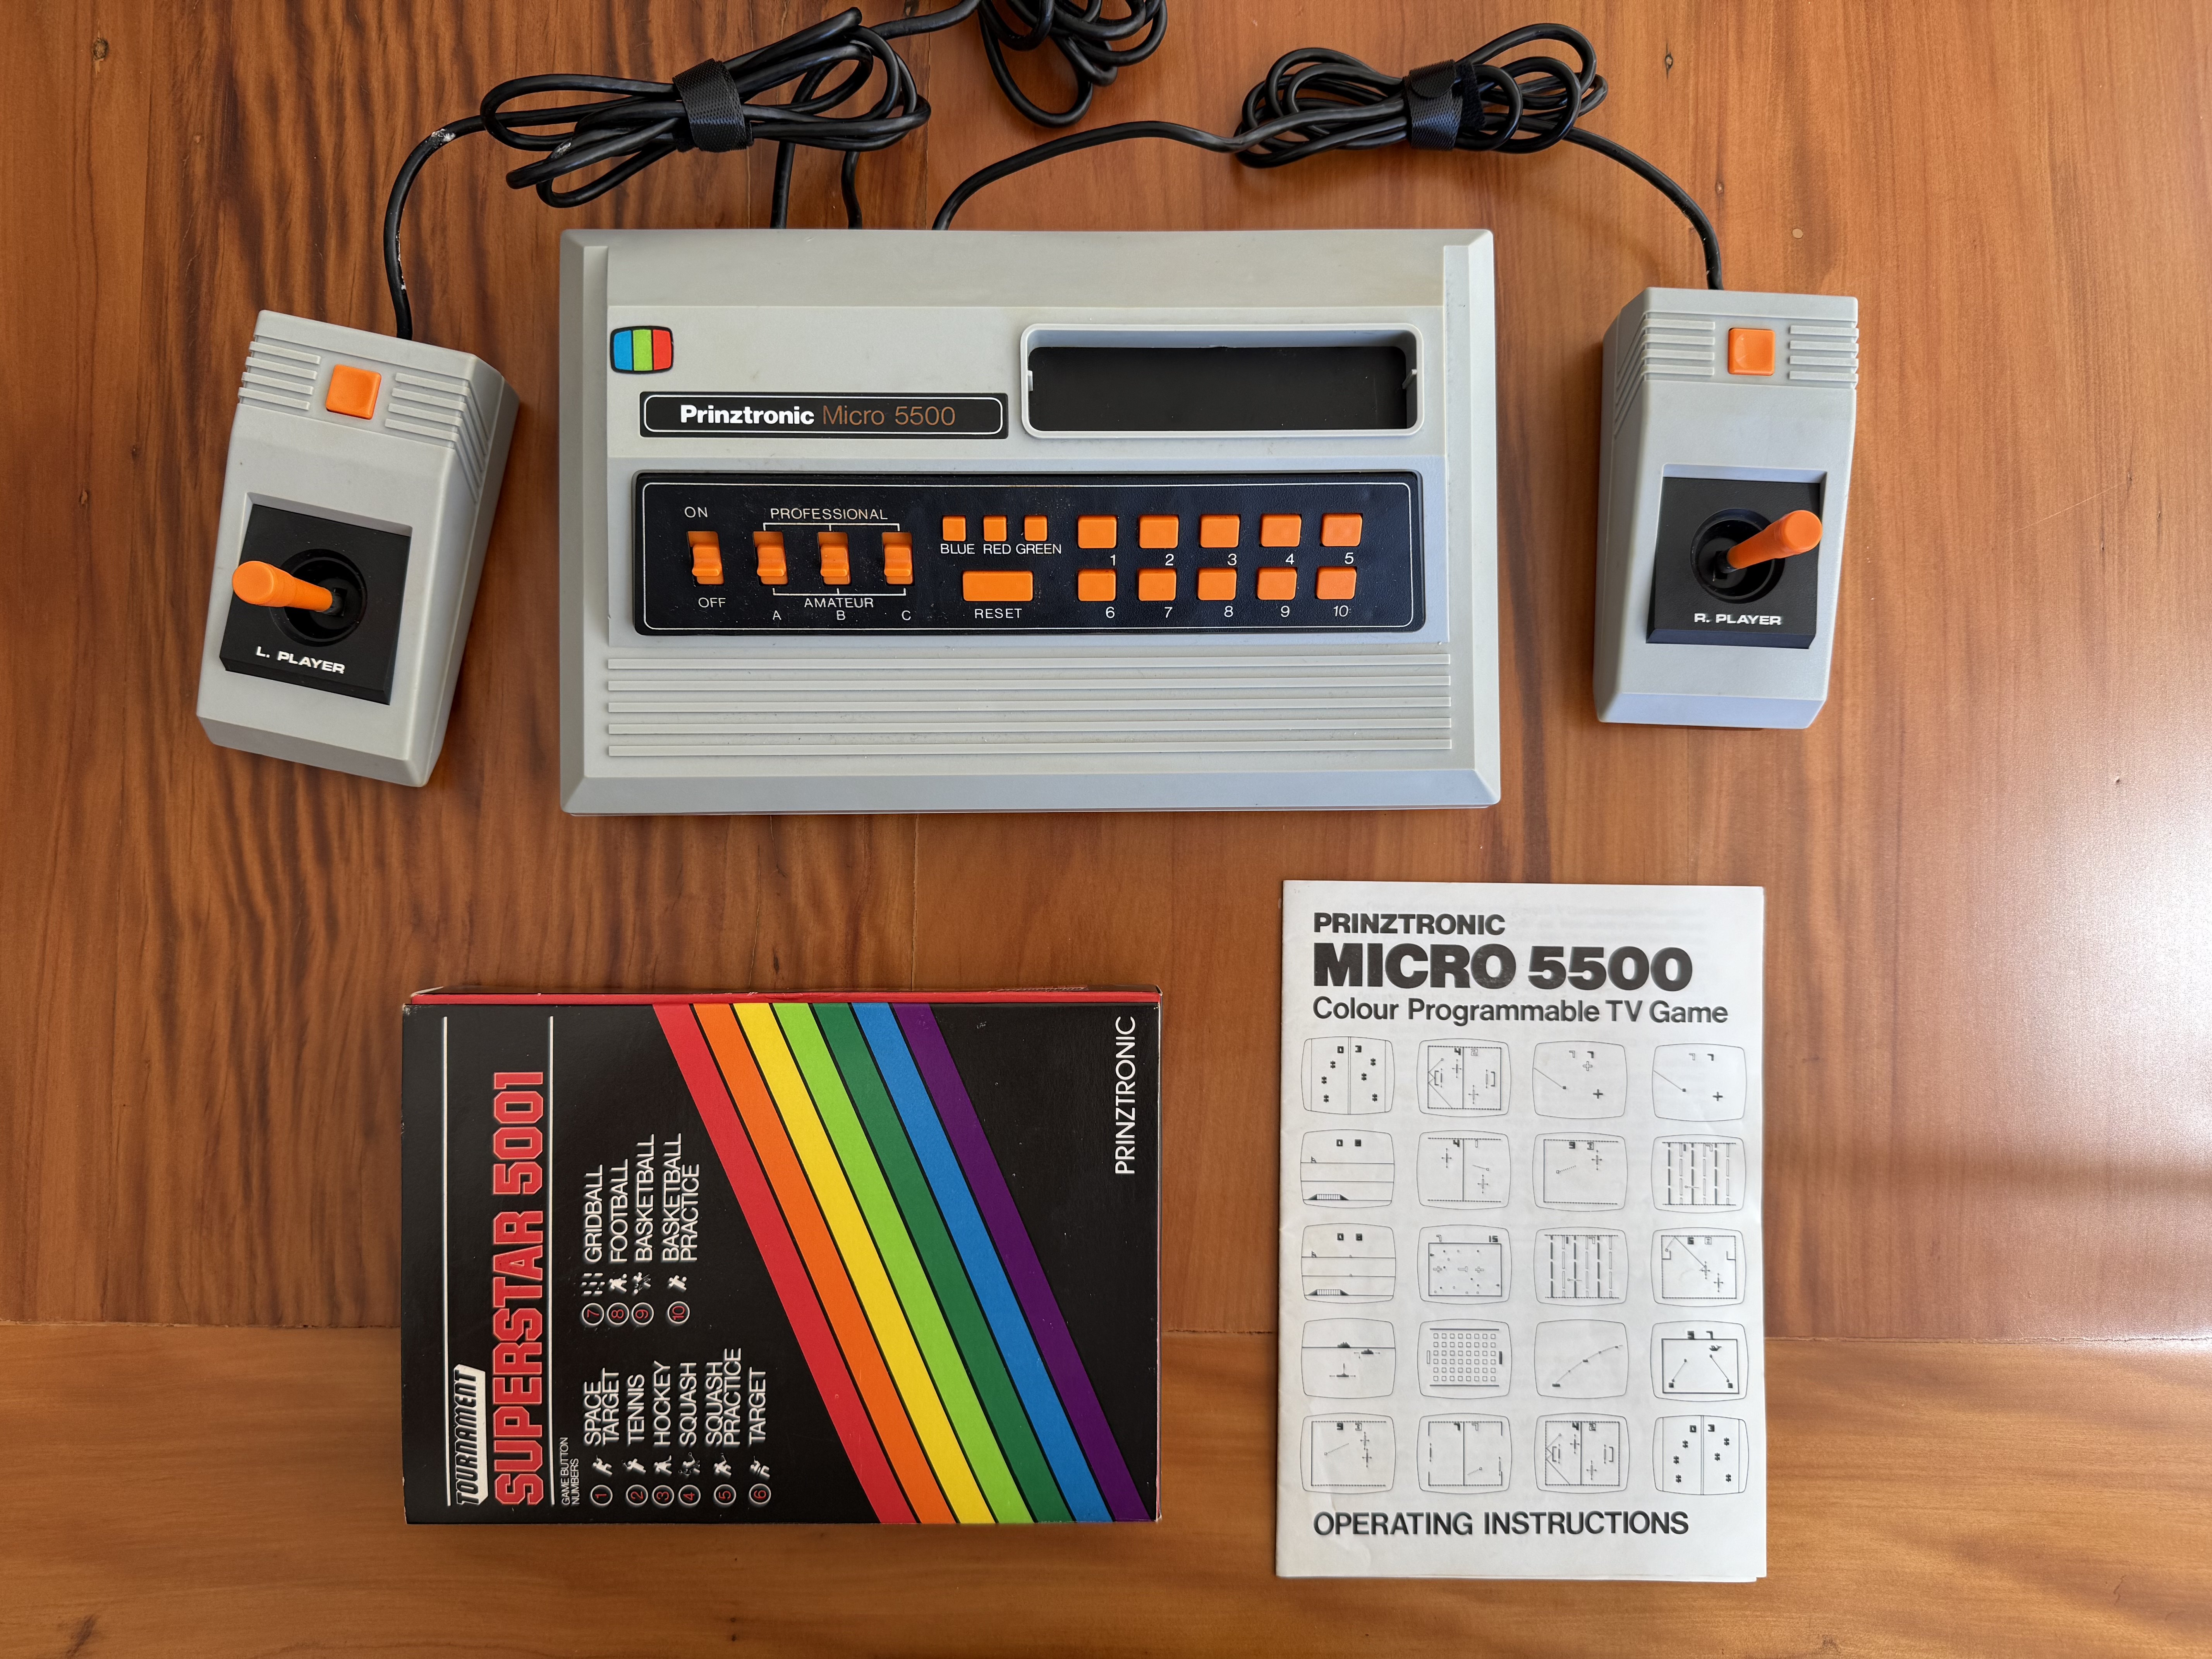 Prinztronic Micro 5500
ON
PROFESSIONAL
BLUE RED GREEN
1 2 3 4 5
OFF
AMATEUR
A B C
RESET
6 7 8 9 10
L. PLAYER
R. PLAYER
TOURNAMENT
SUPERSTAR 5001
GAME BUTTON
NUMBERS
1 SPACE
TARGET
2 TENNIS
3 HOCKEY
4 SQUASH
5 SQUASH
PRACTICE
6 TARGET
7 GRIDBALL
8 FOOTBALL
9 BASKETBALL
10 BASKETBALL
PRACTICE
PRINZTRONIC
PRINZTRONIC
MICRO 5500
Colour Programmable TV Game
OPERATING INSTRUCTIONS